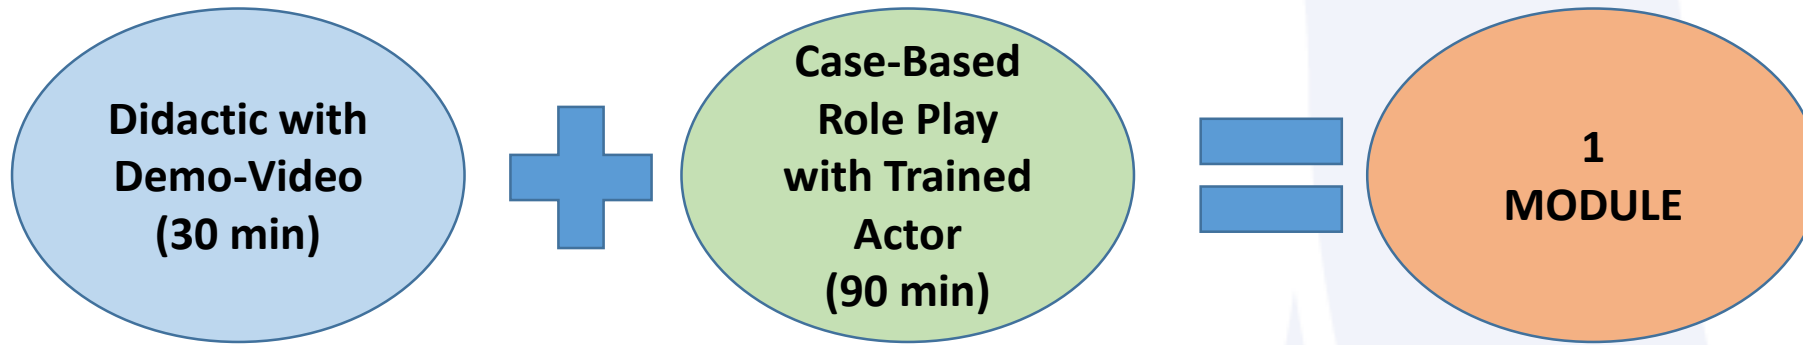 Didactic with
Demo-Video
(30 min)
Case-Based
Role Play
with Trained
Actor
(90 min)
1
MODULE